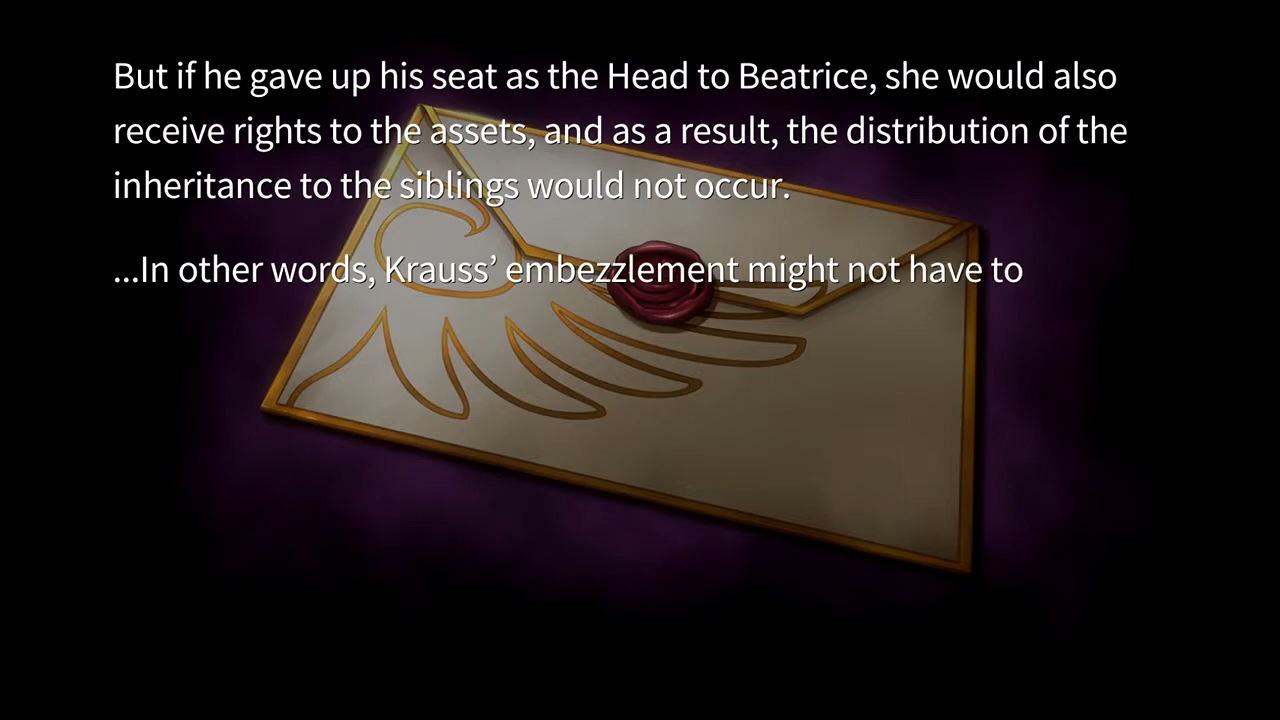 But if he gave up his seat as the Head to Beatrice, she would also
receive rights to the assets, and as a result, the distribution of the
inheritance to the siblings would not occur.
...In other words, Krauss’ embezzlement might not have to